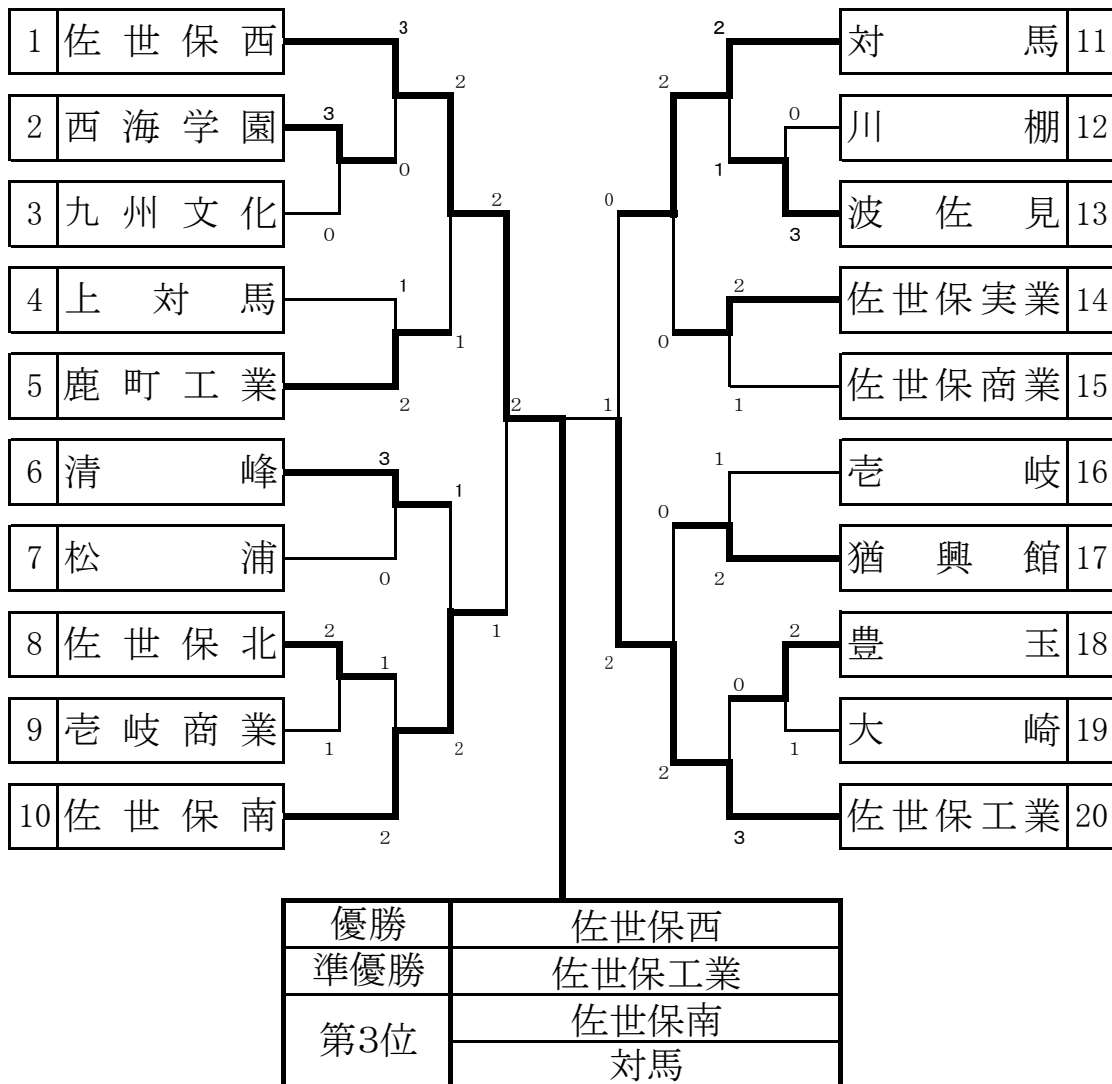 1 佐世保西
3
2 西海学園
3
3 九州文化
0
0
2
4 上対馬
1
5 鹿町工業
2
1
2
6 清峰
3
7 松浦
0
1
8 佐世保北
2
9 壱岐商業
1
1
10 佐世保南
2
2
1
2
対馬 11
2
川棚 12
0
波佐見 13
3
1
2
佐世保実業 14
2
佐世保商業 15
1
0
0
1
壱岐 16
1
猶興館 17
2
0
豊玉 18
2
大崎 19
1
0
佐世保工業 20
3
2
2
優勝 佐世保西
準優勝 佐世保工業
第3位 佐世保南
対馬